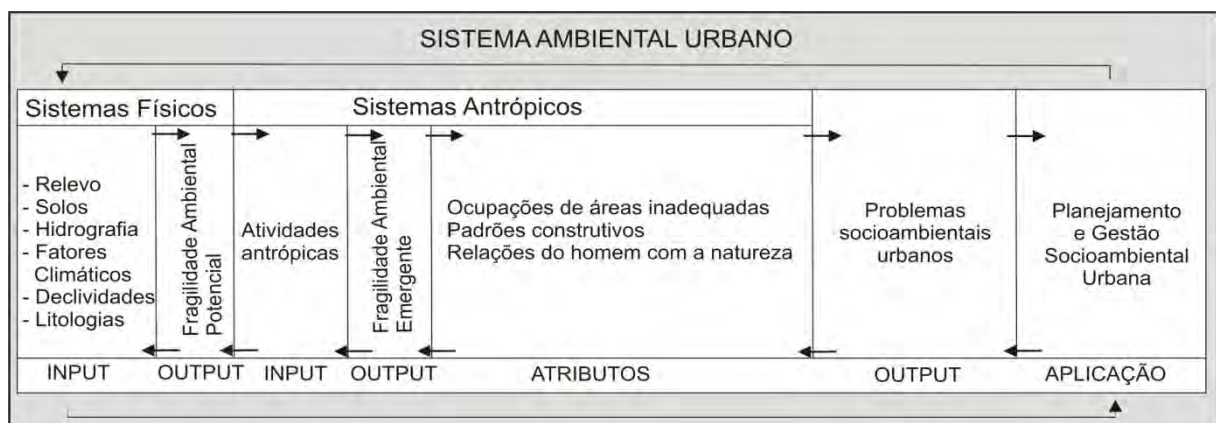 SISTEMA AMBIENTAL URBANO
Sistemas Físicos
Sistemas Antrópicos
- Relevo
- Solos
- Hidrografia
- Fatores
Climáticos
- Declividades
- Litologias
Fragilidade Ambiental
Potencial
Atividades
antrópicas
Fragilidade Ambiental
Emergente
Ocupações de áreas inadequadas
Padrões construtivos
Relações do homem com a natureza
Problemas
socioambientais
urbanos
Planejamento
e Gestão
Socioambiental
Urbana
INPUT
OUTPUT
INPUT
OUTPUT
ATRIBUTOS
OUTPUT
APLICAÇÃO